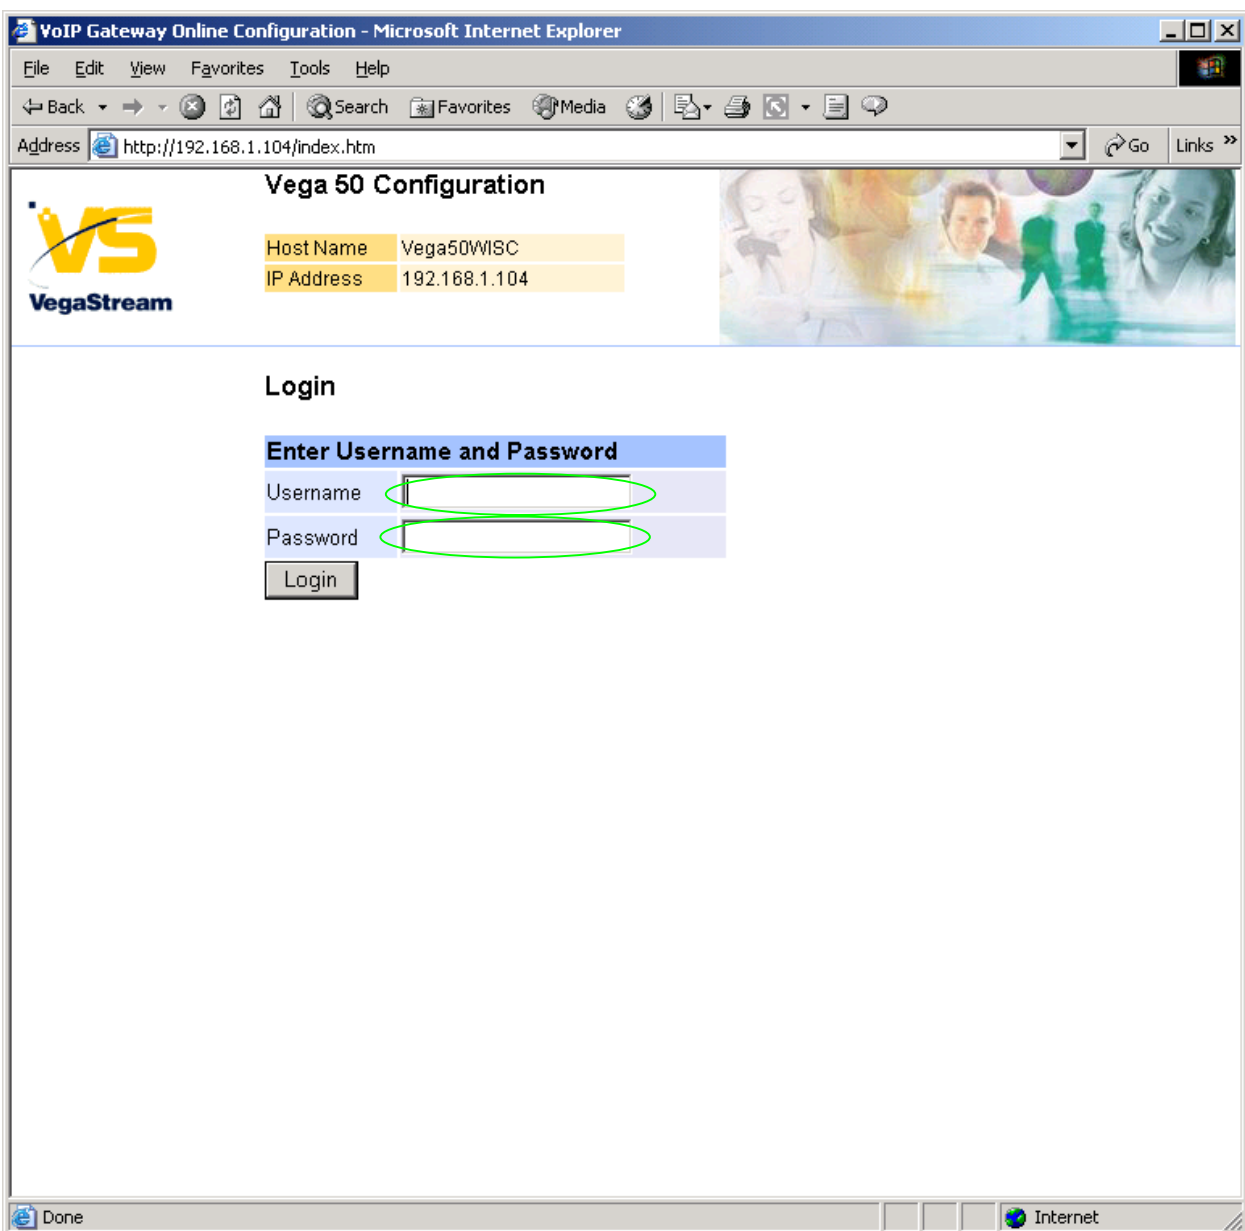 VoIP Gateway Online Configuration - Microsoft Internet Explorer
File Edit View Favorites Tools Help
Back Search Favorites Media
Address http://192.168.1.104/index.htm Go Links »
Vega 50 Configuration
VS
VegaStream
Host Name Vega50WISC
IP Address 192.168.1.104
Login
Enter Username and Password
Username
Password
Login
Done Internet